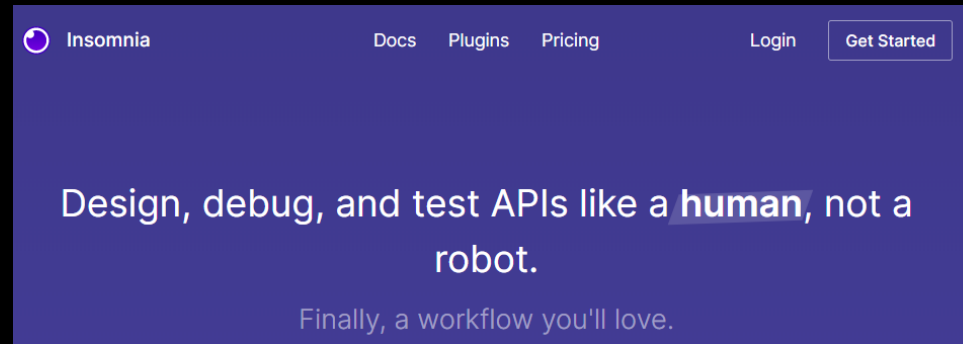 Insomnia Docs Plugins Pricing Login Get Started
Design, debug, and test APIs like a human, not a
robot.
Finally, a workflow you'll love.